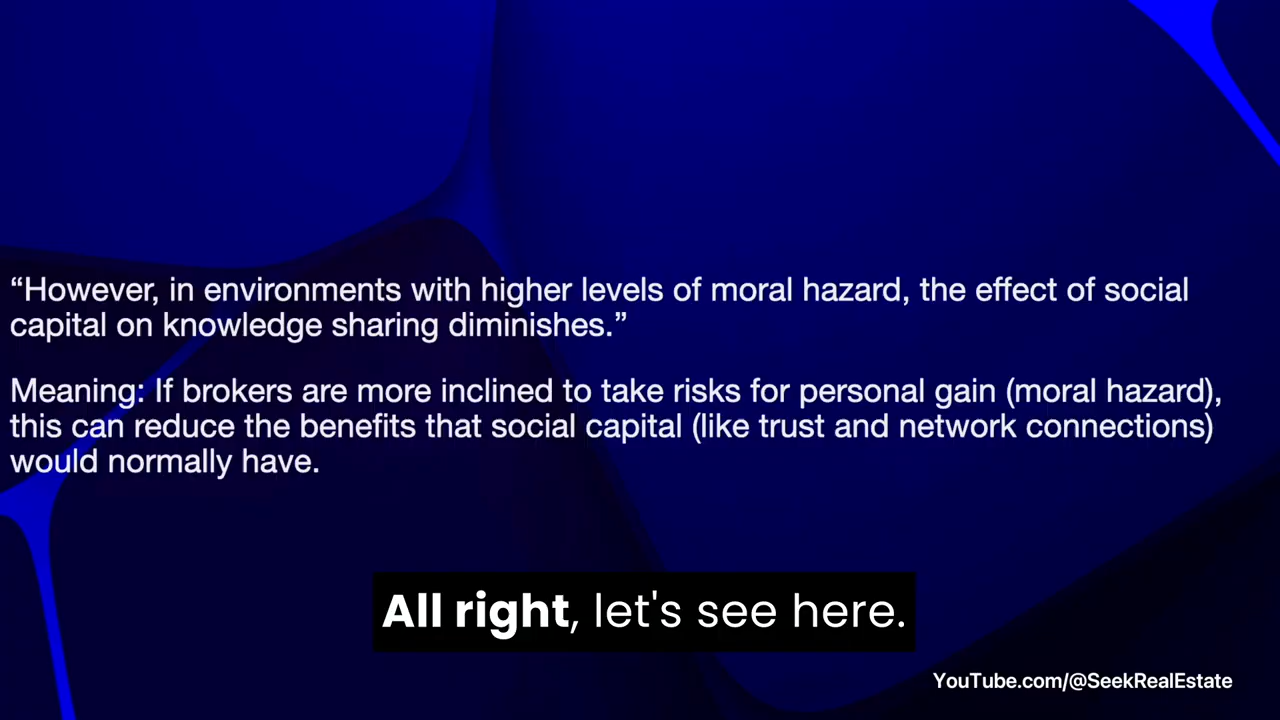 “However, in environments with higher levels of moral hazard, the effect of social
capital on knowledge sharing diminishes.”
Meaning: If brokers are more inclined to take risks for personal gain (moral hazard),
this can reduce the benefits that social capital (like trust and network connections)
would normally have.
All right, let's see here.
YouTube.com/@SeekRealEstate